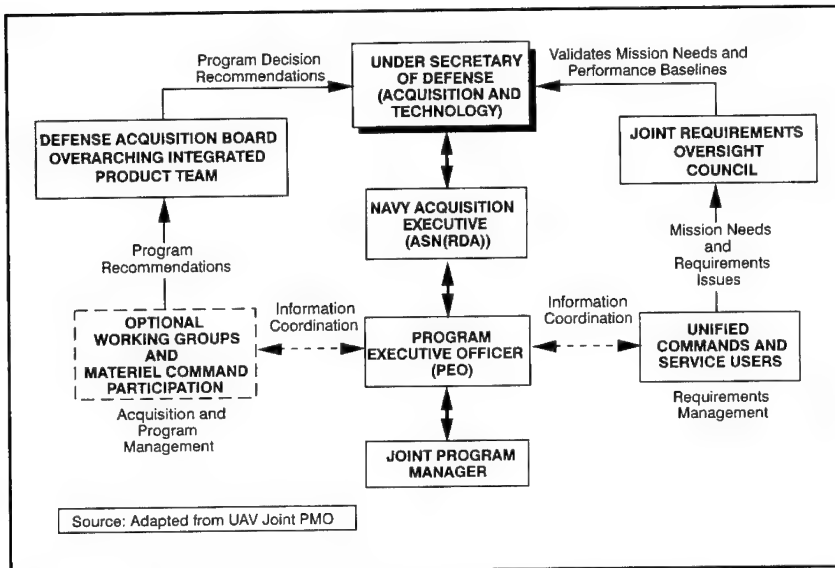 Program Decision
Recommendations
UNDER SECRETARY
OF DEFENSE
(ACQUISITION AND
TECHNOLOGY)
Validates Mission Needs and
Performance Baselines
DEFENSE ACQUISITION BOARD
OVERARCHING INTEGRATED
PRODUCT TEAM
JOINT REQUIREMENTS
OVERSIGHT
COUNCIL
NAVY ACQUISITION
EXECUTIVE
(ASN(RDA))
Program
Recommendations
Mission Needs
and
Requirements
Issues
OPTIONAL
WORKING GROUPS
AND
MATERIEL COMMAND
PARTICIPATION
Information
Coordination
PROGRAM
EXECUTIVE OFFICER
(PEO)
Information
Coordination
UNIFIED
COMMANDS AND
SERVICE USERS
Acquisition and
Program
Management
Requirements
Management
JOINT PROGRAM
MANAGER
Source: Adapted from UAV Joint PMO